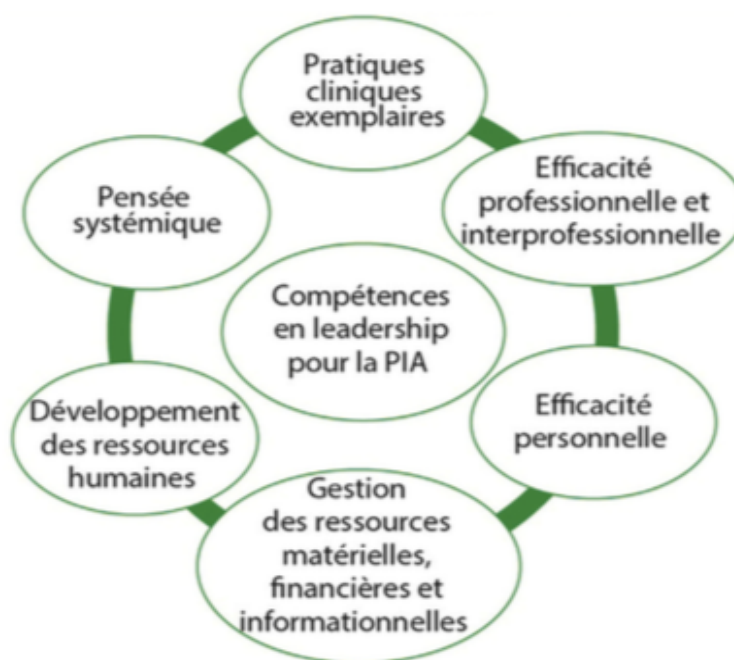 Pratiques
cliniques
exemplaires
Efficacité
professionnelle et
interprofessionnelle
Pensée
systémique
Compétences
en leadership
pour la PIA
Efficacité
personnelle
Développement
des ressources
humaines
Gestion
des ressources
matérielles,
financières et
informationnelles